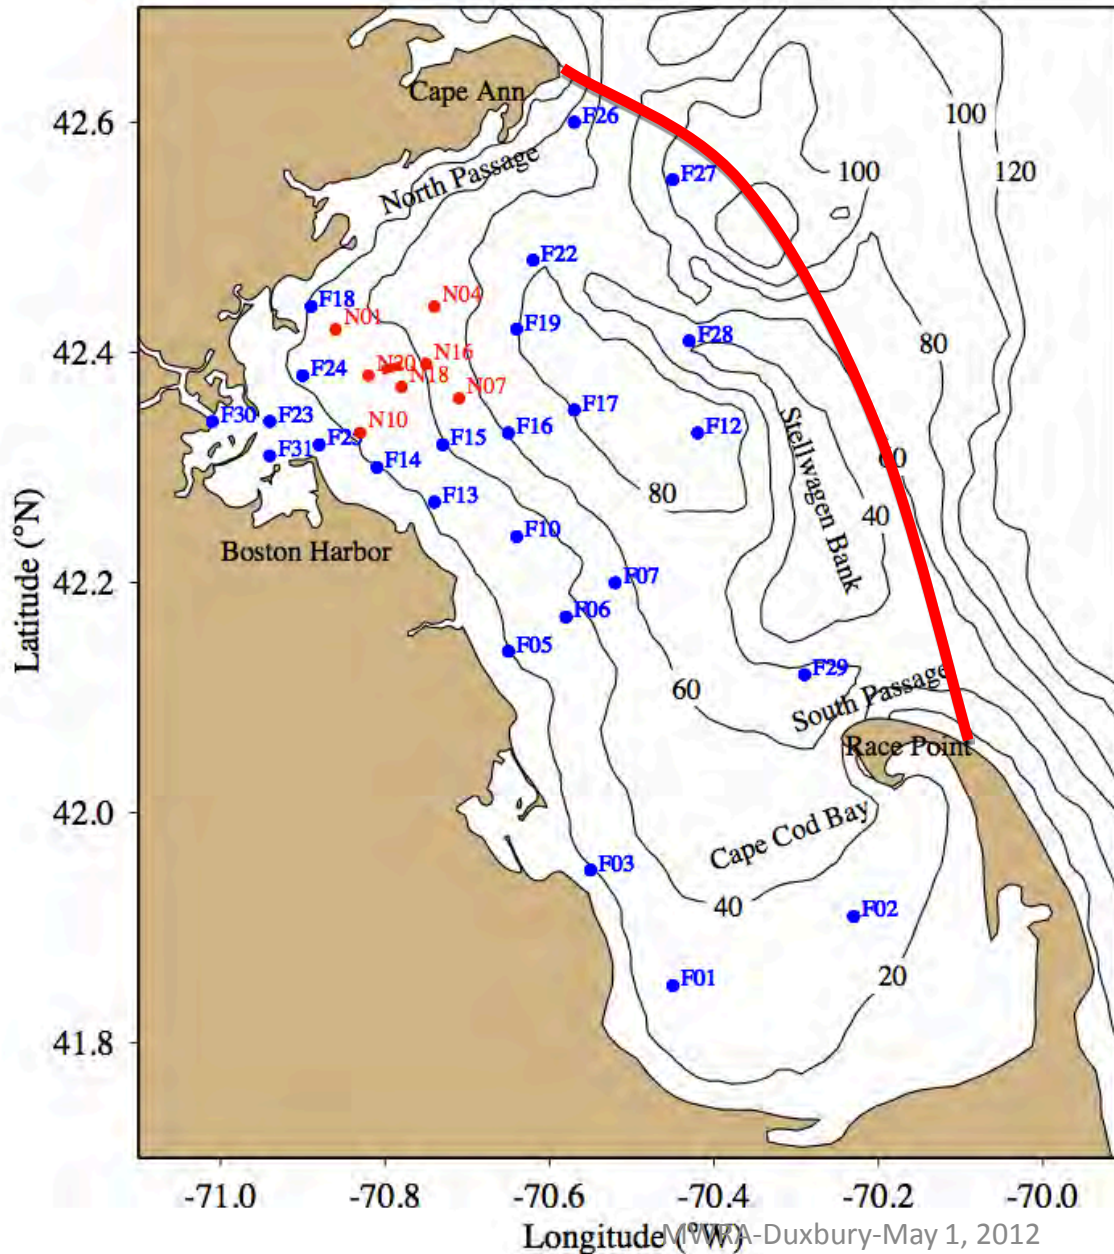 100
Cape Ann
42.6
F26
North Passage
100
120
F27
F22
F18
N04
N01
F19
F28
42.4
N16
80
F24
N20
N18
N07
F17
F30
F23
N10
F16
F12
F25
F15
F31
F14
60
Stellwagen Bank
80
F13
40
Boston Harbor
F10
Latitude (°N)
42.2
F07
F06
F05
F29
60
South Passage
Race Point
42.0
Cape Cod Bay
F03
40
F02
20
F01
41.8
-71.0 -70.8 -70.6 -70.4 -70.2 -70.0
Longitude (°W)
MWRA-Duxbury-May 1, 2012